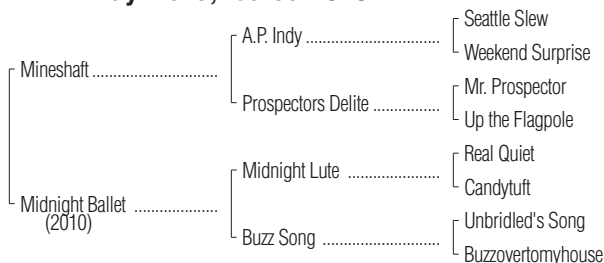 Seattle Slew
A.P. Indy
Weekend Surprise
Mineshaft
Mr. Prospector
Prospectors Delite
Up the Flagpole
Real Quiet
Midnight Lute
Candytuft
Midnight Ballet
(2010)
Unbridled's Song
Buzz Song
Buzzovertomyhouse